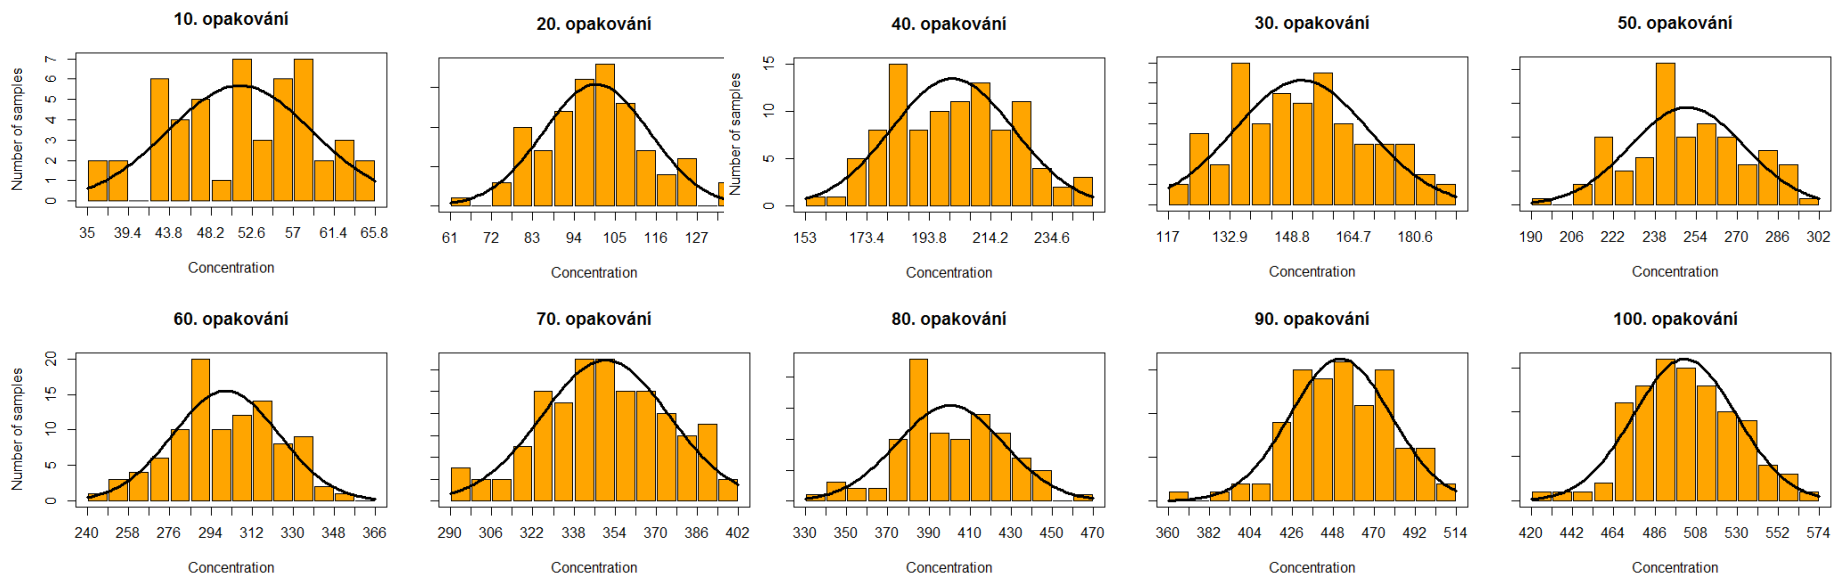 10. opakování
20. opakování
40. opakování
30. opakování
50. opakování
Number of samples
0 1 2 3 4 5 6 7
35 39.4 43.8 48.2 52.6 57 61.4 65.8
Concentration
61 72 83 94 105 116 127
Concentration
Number of samples
0 5 10 15
153 173.4 193.8 214.2 234.6
Concentration
117 132.9 148.8 164.7 180.6
Concentration
190 206 222 238 254 270 286 302
Concentration
60. opakování
70. opakování
80. opakování
90. opakování
100. opakování
Number of samples
0 5 10 15 20
240 258 276 294 312 330 348 366
Concentration
290 306 322 338 354 370 386 402
Concentration
330 350 370 390 410 430 450 470
Concentration
360 382 404 426 448 470 492 514
Concentration
420 442 464 486 508 530 552 574
Concentration